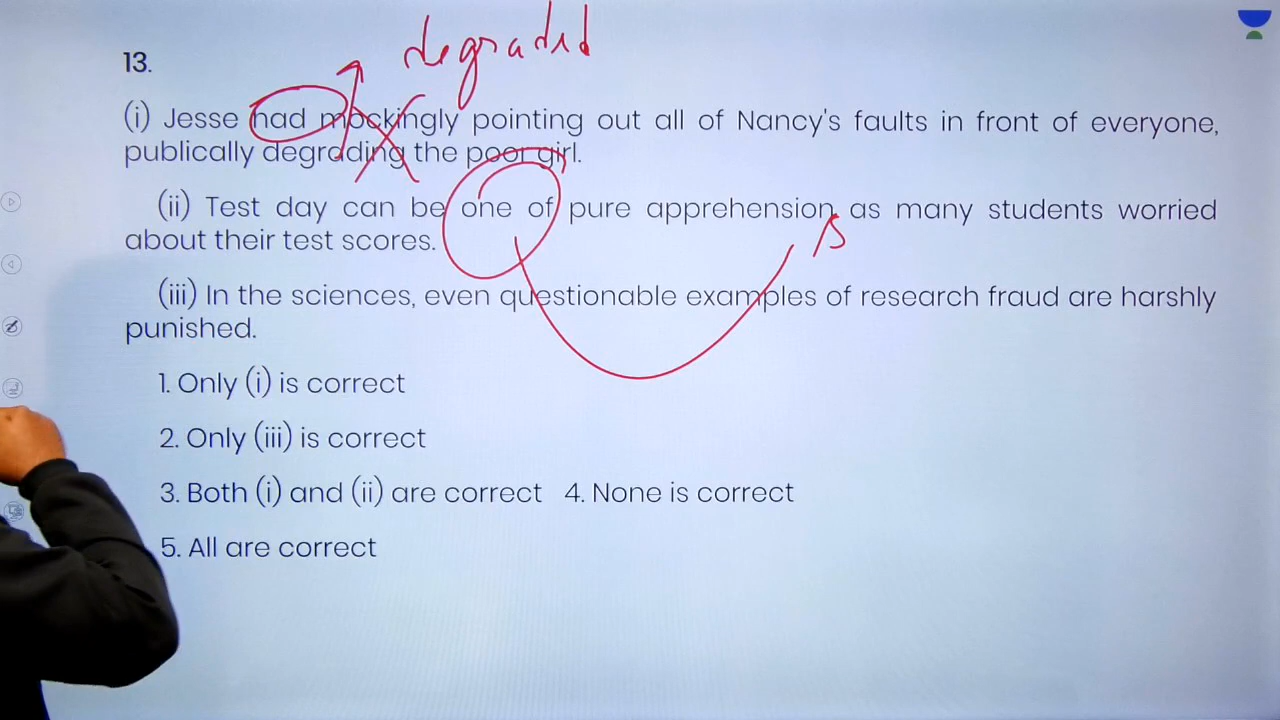 degraded
13.
(i) Jesse had mockingly pointing out all of Nancy's faults in front of everyone,
publically degrading the poor girl.
(ii) Test day can be one of pure apprehension as many students worried
about their test scores.
s
(iii) In the sciences, even questionable examples of research fraud are harshly
punished.
1. Only (i) is correct
2. Only (iii) is correct
3. Both (i) and (ii) are correct 4. None is correct
5. All are correct